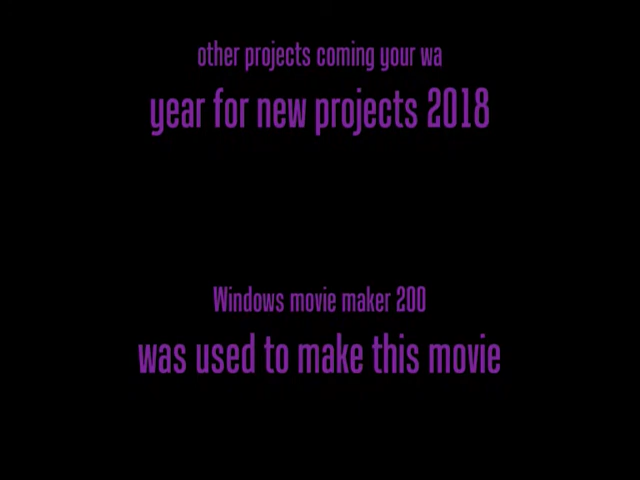 other projects coming your wa
year for new projects 2018
Windows movie maker 200
was used to make this movie